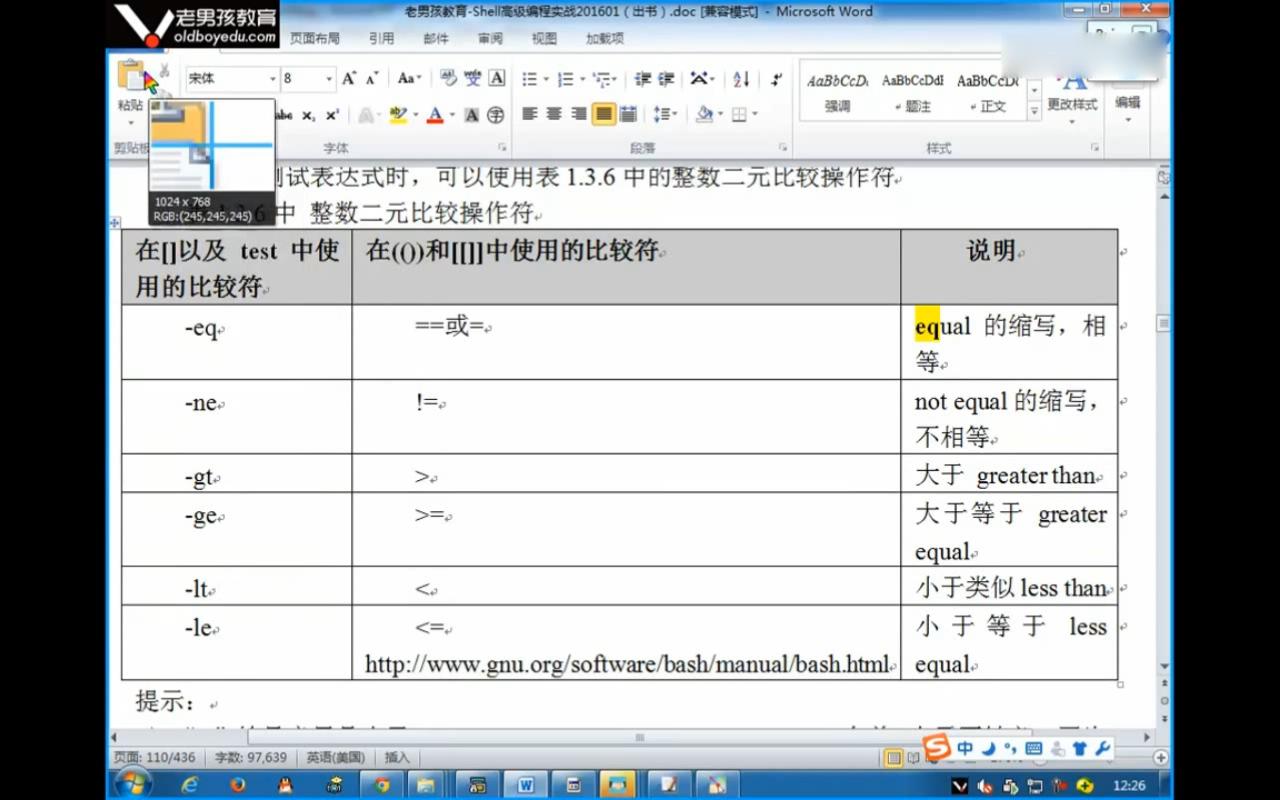 老男孩教育
oldboyedu.com
老男孩教育-Shell高级编程实战201601（出书）.doc [兼容模式] - Microsoft Word
页面布局 引用 邮件 审阅 视图 加载项
宋体 8
粘贴
AaBbCcDı AaBbCcDdI AaBbCcDı
强调 题注 正文
更改样式 编辑
剪贴板 字体 段落 样式
1024 x 768
RGB:(245,245,245)
测试表达式时，可以使用表 1.3.6 中的整数二元比较操作符
中 整数二元比较操作符
在[]以及 test 中使用的比较符 在(())和[[]]中使用的比较符 说明
-eq ==或= equal 的缩写，相等
-ne != not equal 的缩写，不相等
-gt > 大于 greater than
-ge >= 大于等于 greater equal
-lt < 小于类似 less than
-le <= 小于等于 less equal
http://www.gnu.org/software/bash/manual/bash.html
提示：
页面: 110/436 字数: 97,639 英语(美国) 插入
中
12:26